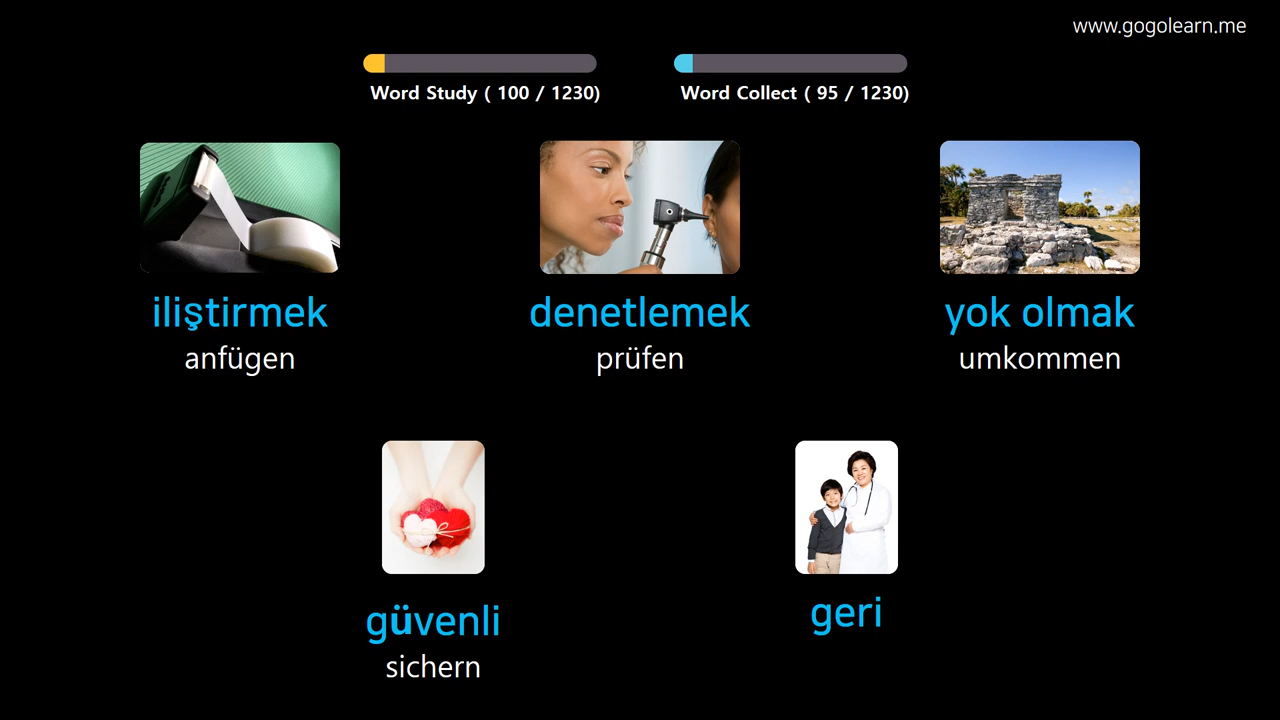 www.gogolearn.me
Word Study ( 100 / 1230)
Word Collect ( 95 / 1230)
iliştirmek
anfügen
denetlemek
prüfen
yok olmak
umkommen
güvenli
sichern
geri